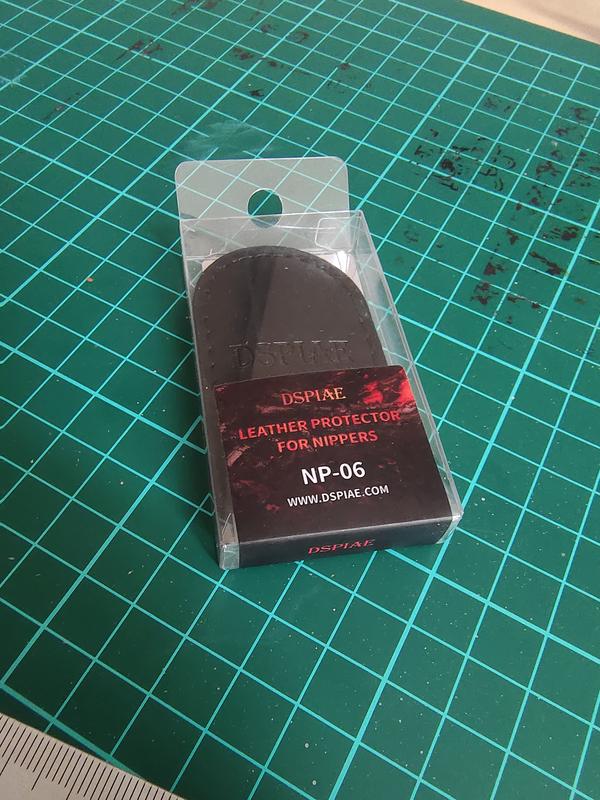 DSPIAE
DSPIAE
LEATHER PROTECTOR
FOR NIPPERS
NP-06
WWW.DSPIAE.COM
DSPIAE